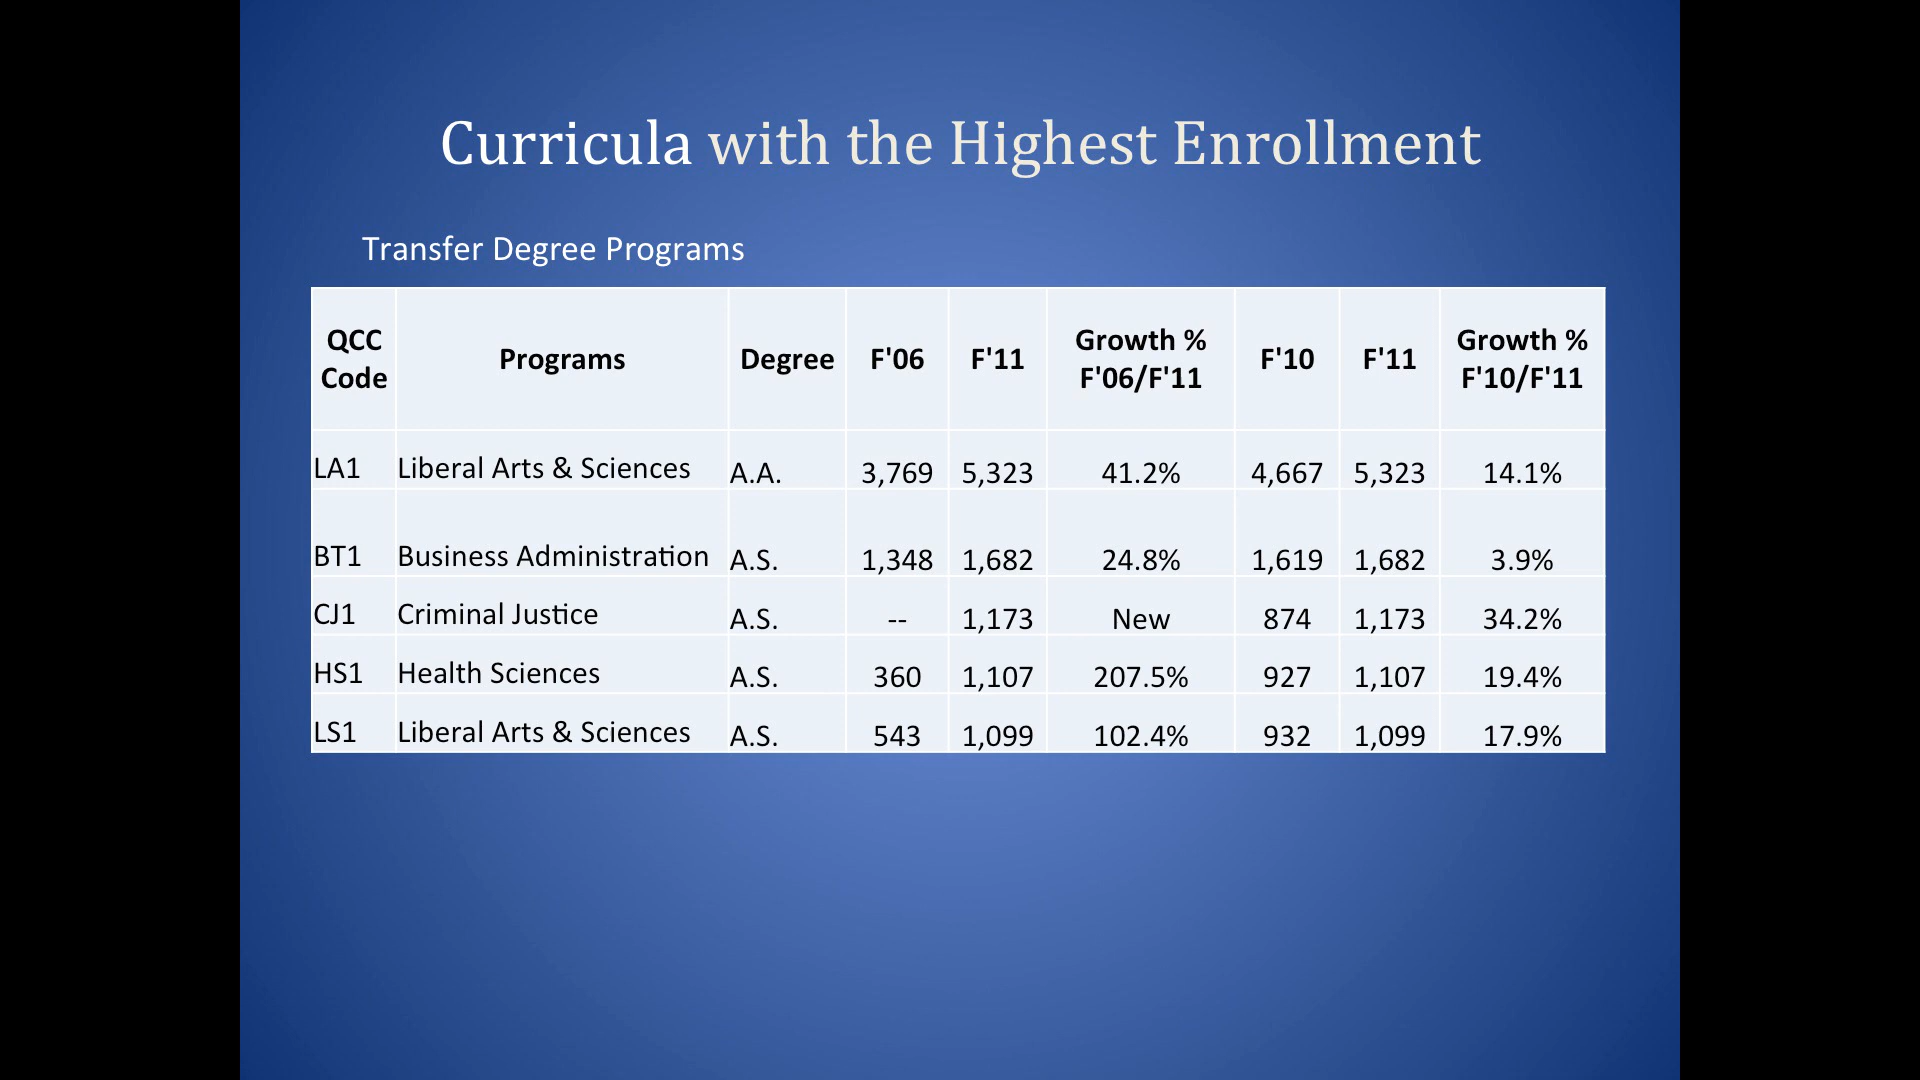 Curricula with the Highest Enrollment
Transfer Degree Programs
QCC Code Programs Degree F'06 F'11 Growth % F'06/F'11 F'10 F'11 Growth % F'10/F'11
LA1 Liberal Arts & Sciences A.A. 3,769 5,323 41.2% 4,667 5,323 14.1%
BT1 Business Administration A.S. 1,348 1,682 24.8% 1,619 1,682 3.9%
CJ1 Criminal Justice A.S. -- 1,173 New 874 1,173 34.2%
HS1 Health Sciences A.S. 360 1,107 207.5% 927 1,107 19.4%
LS1 Liberal Arts & Sciences A.S. 543 1,099 102.4% 932 1,099 17.9%